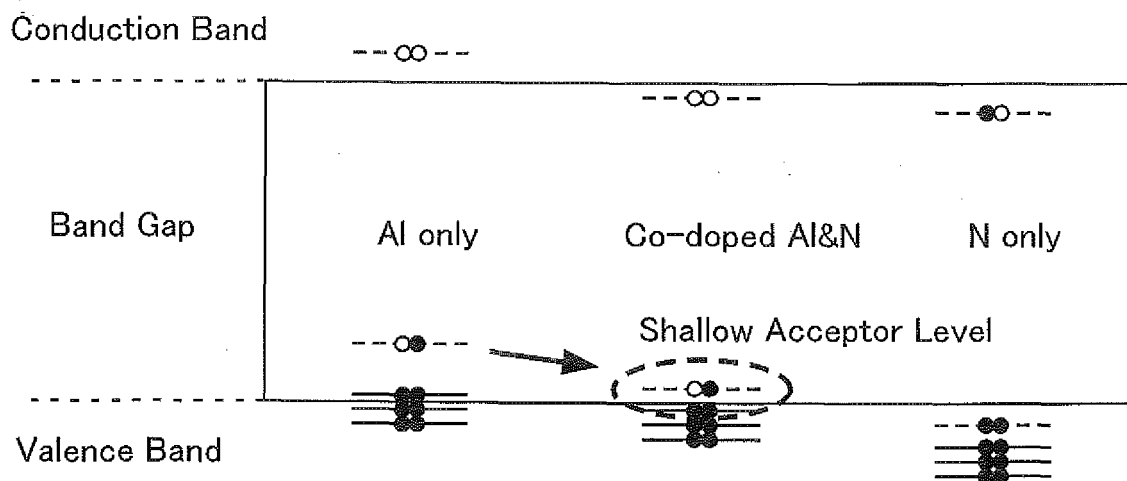 Conduction Band
Band Gap
Al only
Co-doped Al&N
N only
Shallow Acceptor Level
Valence Band